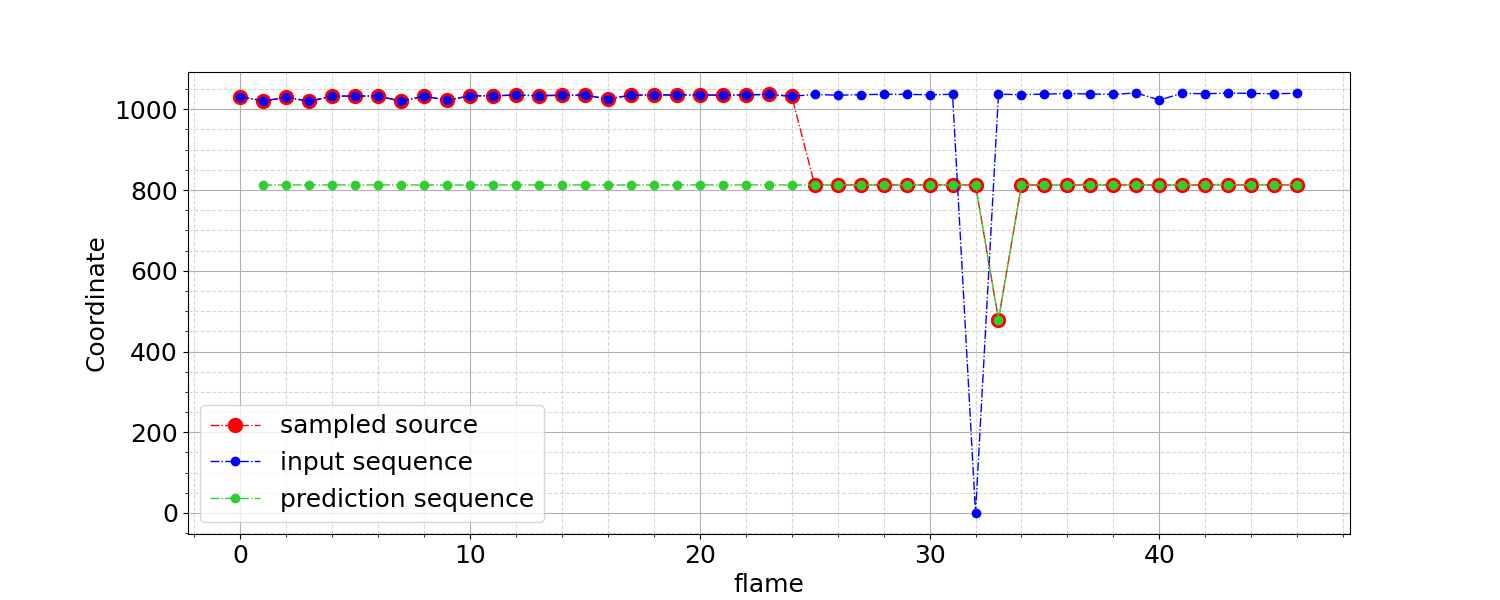 1000
800
600
400
200
0
Coordinate
sampled source
input sequence
prediction sequence
0 10 20 30 40
flame